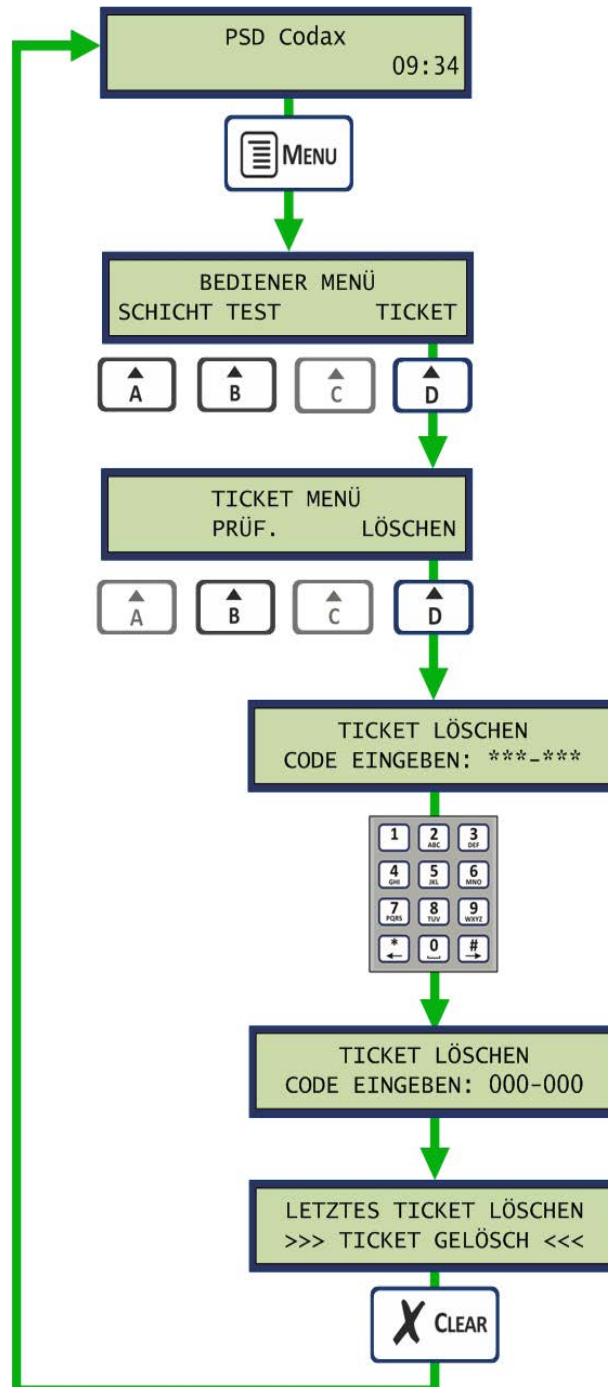 PSD Codax
09:34
MENU
BEDIENER MENÜ
SCHICHT TEST TICKET
A B C D
TICKET MENÜ
PRÜF. LÖSCHEN
A B C D
TICKET LÖSCHEN
CODE EINGEBEN: ***-***
1 2 ABC 3 DEF
4 GHI 5 JKL 6 MNO
7 PQRS 8 TUV 9 WXYZ
* 0 #
TICKET LÖSCHEN
CODE EINGEBEN: 000-000
LETZTES TICKET LÖSCHEN
>>> TICKET GELÖSCH <<<
CLEAR